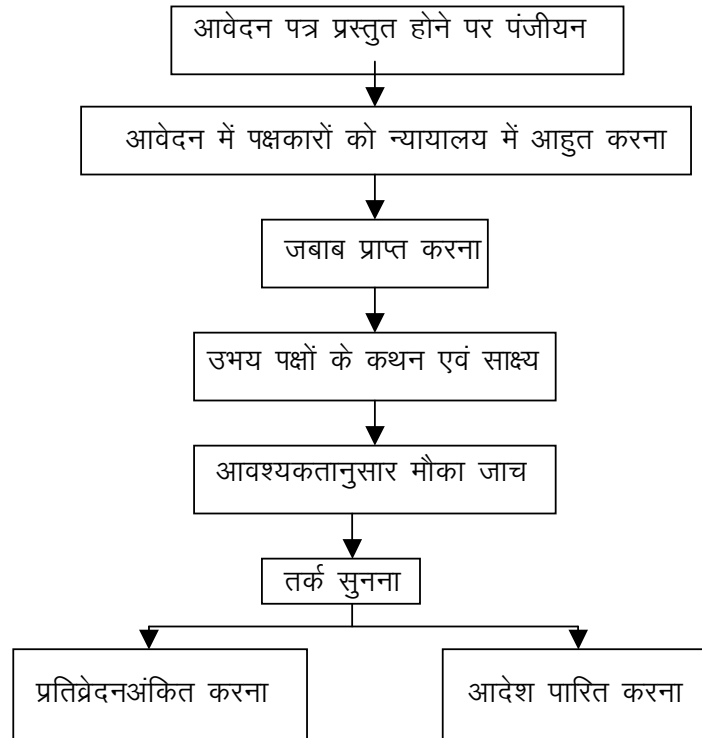 आवेदन पत्र प्रस्तुत होने पर पंजीयन
आवेदन में पक्षकारों को न्यायालय में आहुत करना
जबाब प्राप्त करना
उभय पक्षों के कथन एवं साक्ष्य
आवश्यकतानुसार मौका जाच
तर्क सुनना
प्रतिव्रेदनअंकित करना
आदेश पारित करना